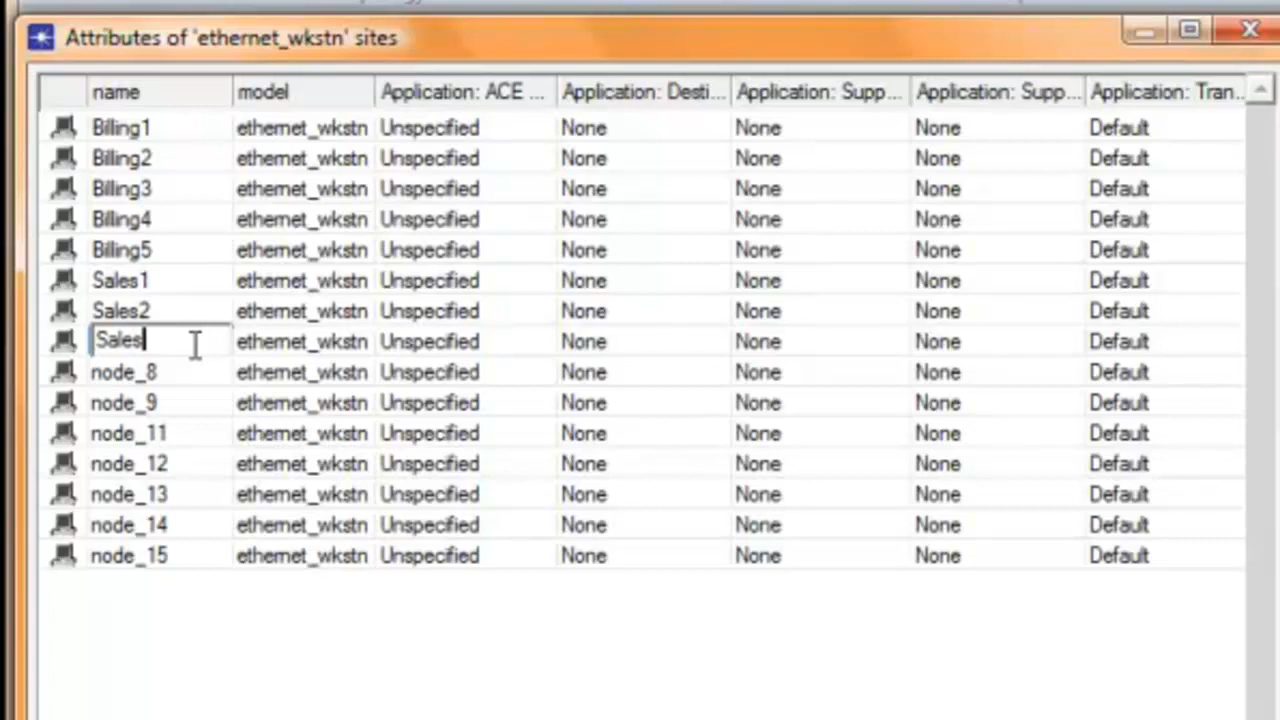 Attributes of 'ethernet_wkstn' sites
name model Application: ACE ... Application: Desti... Application: Supp... Application: Supp... Application: Tran...
Billing1 ethernet_wkstn Unspecified None None None Default
Billing2 ethernet_wkstn Unspecified None None None Default
Billing3 ethernet_wkstn Unspecified None None None Default
Billing4 ethernet_wkstn Unspecified None None None Default
Billing5 ethernet_wkstn Unspecified None None None Default
Sales1 ethernet_wkstn Unspecified None None None Default
Sales2 ethernet_wkstn Unspecified None None None Default
Sales ethernet_wkstn Unspecified None None None Default
node_8 ethernet_wkstn Unspecified None None None Default
node_9 ethernet_wkstn Unspecified None None None Default
node_11 ethernet_wkstn Unspecified None None None Default
node_12 ethernet_wkstn Unspecified None None None Default
node_13 ethernet_wkstn Unspecified None None None Default
node_14 ethernet_wkstn Unspecified None None None Default
node_15 ethernet_wkstn Unspecified None None None Default